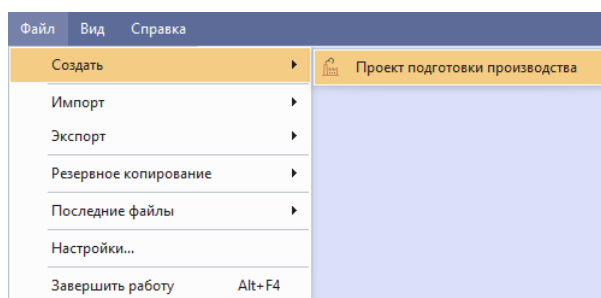 Файл Вид Справка
Создать
Проект подготовки производства
Импорт
Экспорт
Резервное копирование
Последние файлы
Настройки...
Завершить работу Alt+F4